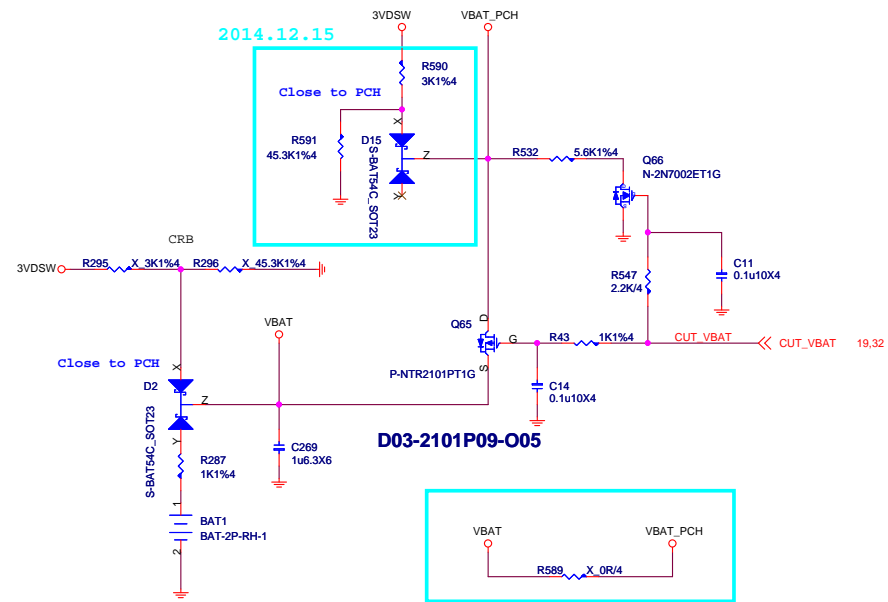 3VDSW
VBAT_PCH
2014.12.15
R590
3K1%4
Close to PCH
X
R591
45.3K1%4
D15
Z
S-BAT54C_SOT23
Y
R532
5.6K1%4
Q66
N-2N7002ET1G
CRB
3VDSW
R295
X_3K1%4
R296
X_45.3K1%4
R547
2.2K/4
C11
0.1u10X4
VBAT
Q65
D
G
S
R43
1K1%4
CUT_VBAT
CUT_VBAT
19,32
Close to PCH
X
D2
Z
P-NTR2101PT1G
C14
0.1u10X4
S-BAT54C_SOT23
Y
R287
1K1%4
C269
1u6.3X6
D03-2101P09-O05
1
BAT1
BAT-2P-RH-1
2
VBAT
VBAT_PCH
R589
X_0R/4